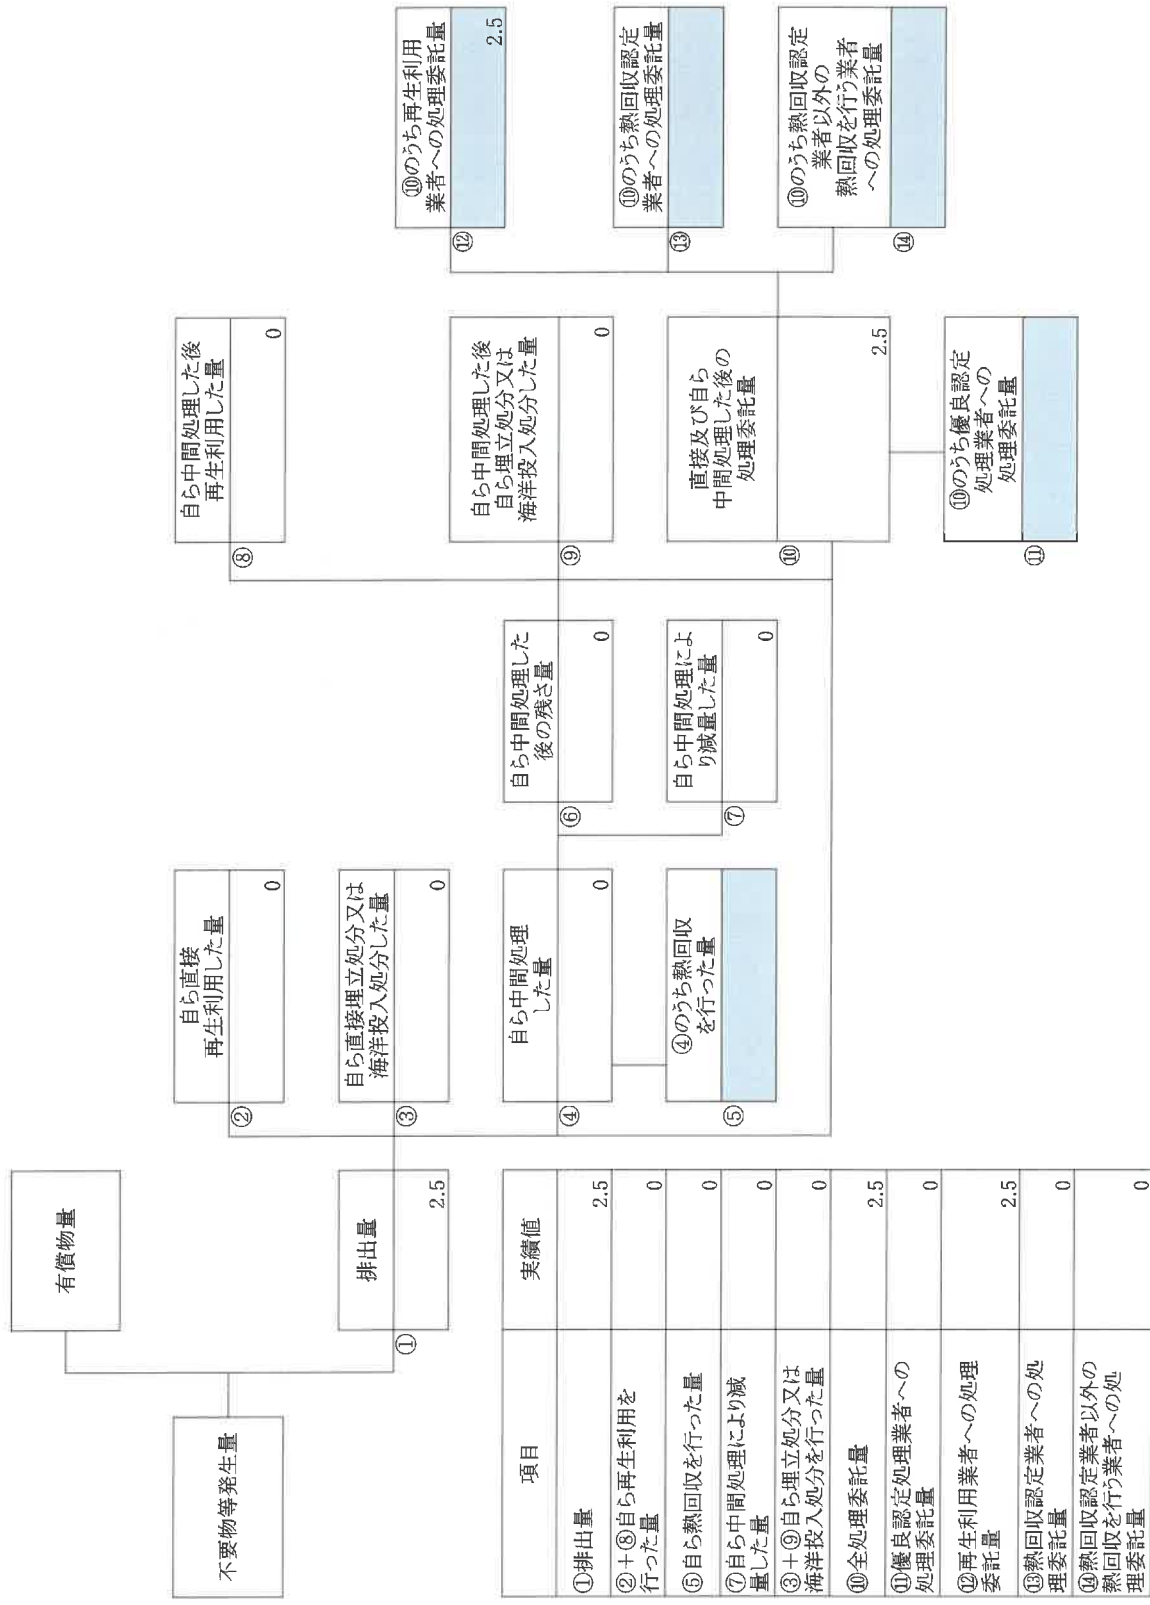 不要物等発生量
有償物量
排出量
①
2.5
自ら直接
再生利用した量
②
0
自ら直接埋立処分又は
海洋投入処分した量
③
0
自ら中間処理
した量
④
0
④のうち熱回収
を行った量
⑤
自ら中間処理した
後の残さ量
⑥
0
自ら中間処理によ
り減量した量
⑦
0
自ら中間処理した後
再生利用した量
⑧
0
自ら中間処理した後
自ら埋立処分又は
海洋投入処分した量
⑨
0
直接及び自ら
中間処理した後の
処理委託量
⑩
2.5
⑩のうち優良認定
処理業者への
処理委託量
⑪
⑩のうち再生利用
業者への処理委託量
⑫
2.5
⑩のうち熱回収認定
業者への処理委託量
⑬
⑩のうち熱回収認定
業者以外の
熱回収を行う業者
への処理委託量
⑭
項目 実績値
①排出量 2.5
②+⑧自ら再生利用を
行った量 0
⑤自ら熱回収を行った量 0
⑦自ら中間処理により減
量した量 0
③+⑨自ら埋立処分又は
海洋投入処分を行った量 0
⑩全処理委託量 2.5
⑪優良認定処理業者への
処理委託量 0
⑫再生利用業者への処理
委託量 2.5
⑬熱回収認定業者への処
理委託量 0
⑭熱回収認定業者以外の
熱回収を行う業者への処
理委託量 0